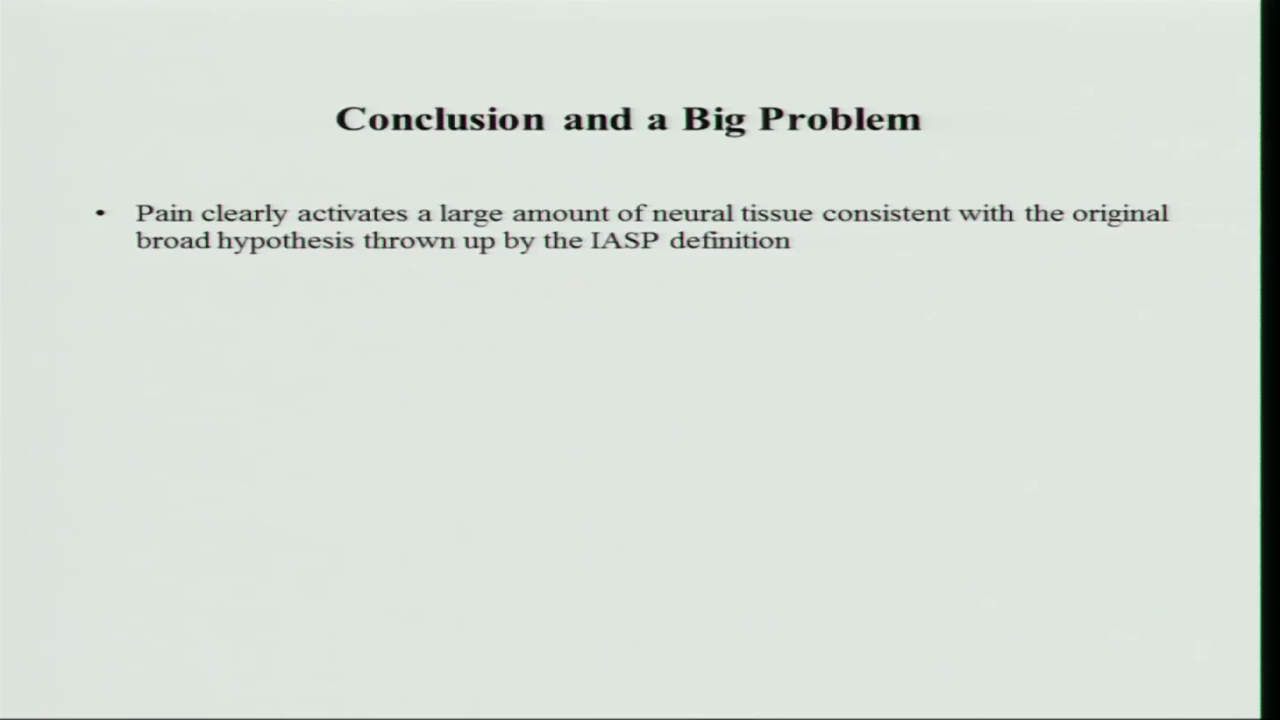 Conclusion and a Big Problem
• Pain clearly activates a large amount of neural tissue consistent with the original
broad hypothesis thrown up by the IASP definition